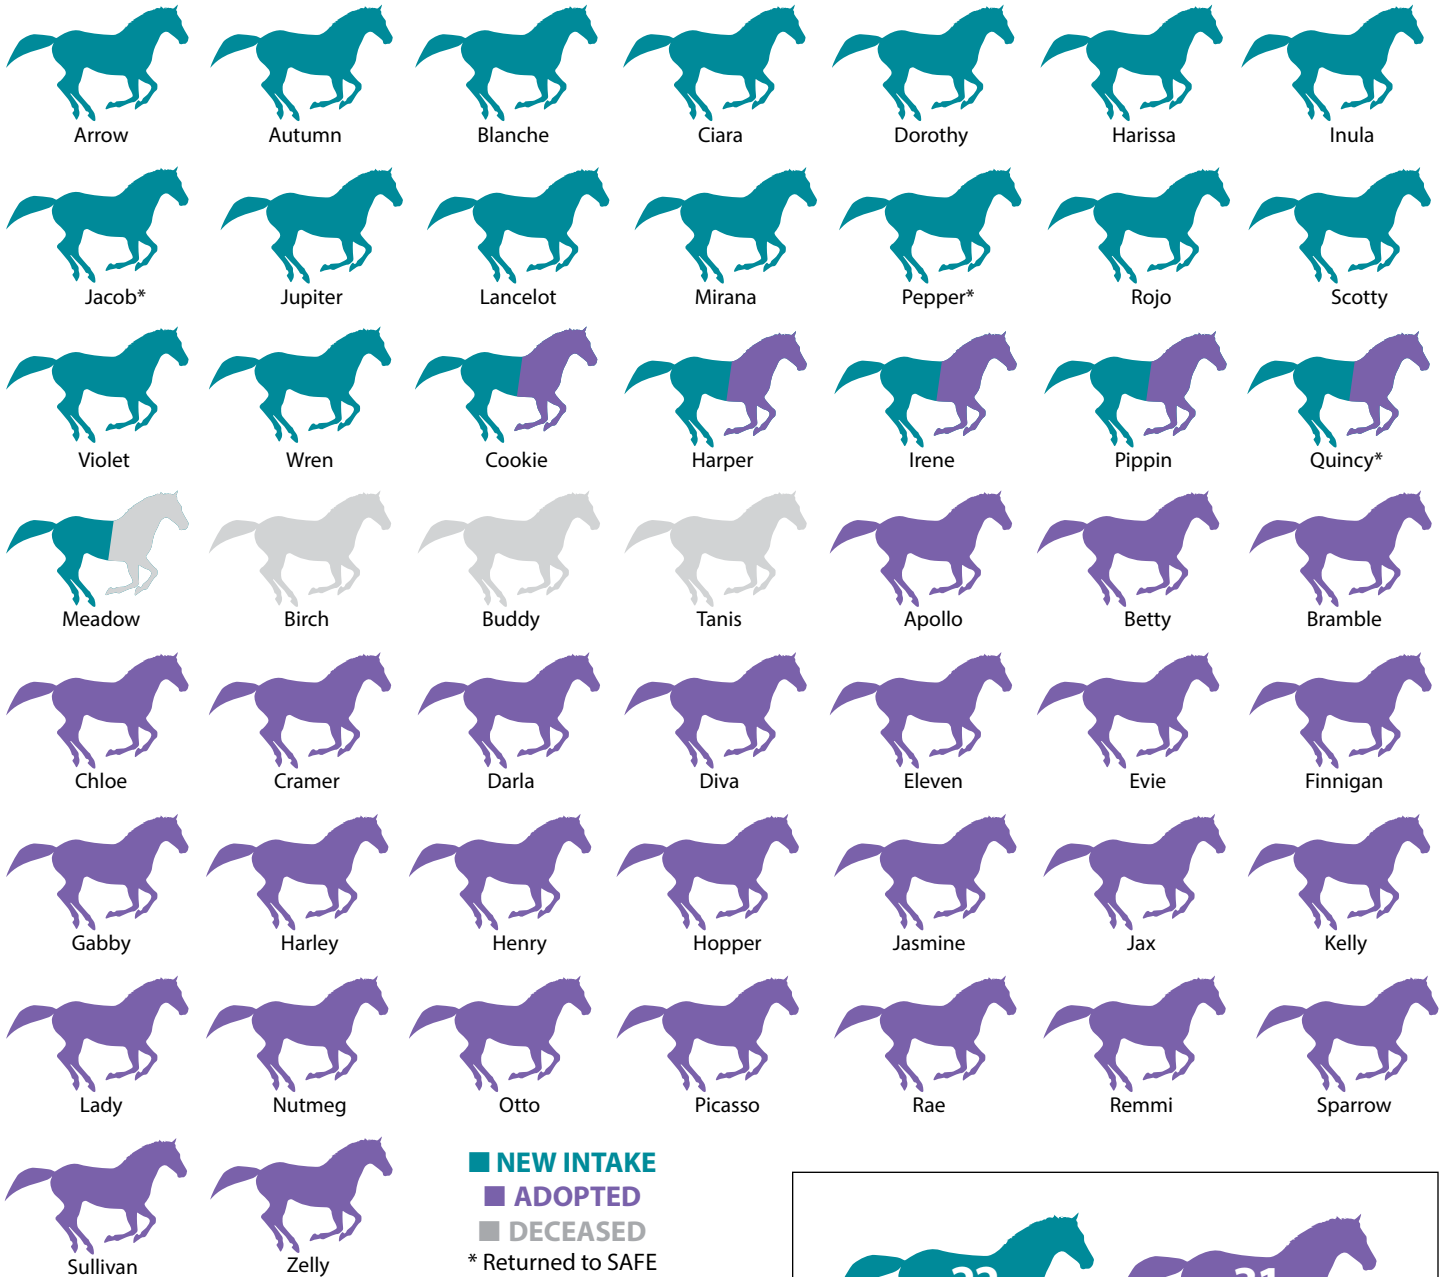 Arrow Autumn Blanche Ciara Dorothy Harissa Inula
Jacob* Jupiter Lancelot Mirana Pepper* Rojo Scotty
Violet Wren Cookie Harper Irene Pippin Quincy*
Meadow Birch Buddy Tanis Apollo Betty Bramble
Chloe Cramer Darla Diva Eleven Evie Finnigan
Gabby Harley Henry Hopper Jasmine Jax Kelly
Lady Nutmeg Otto Picasso Rae Remmi Sparrow
Sullivan Zelly
NEW INTAKE
ADOPTED
DECEASED
* Returned to SAFE